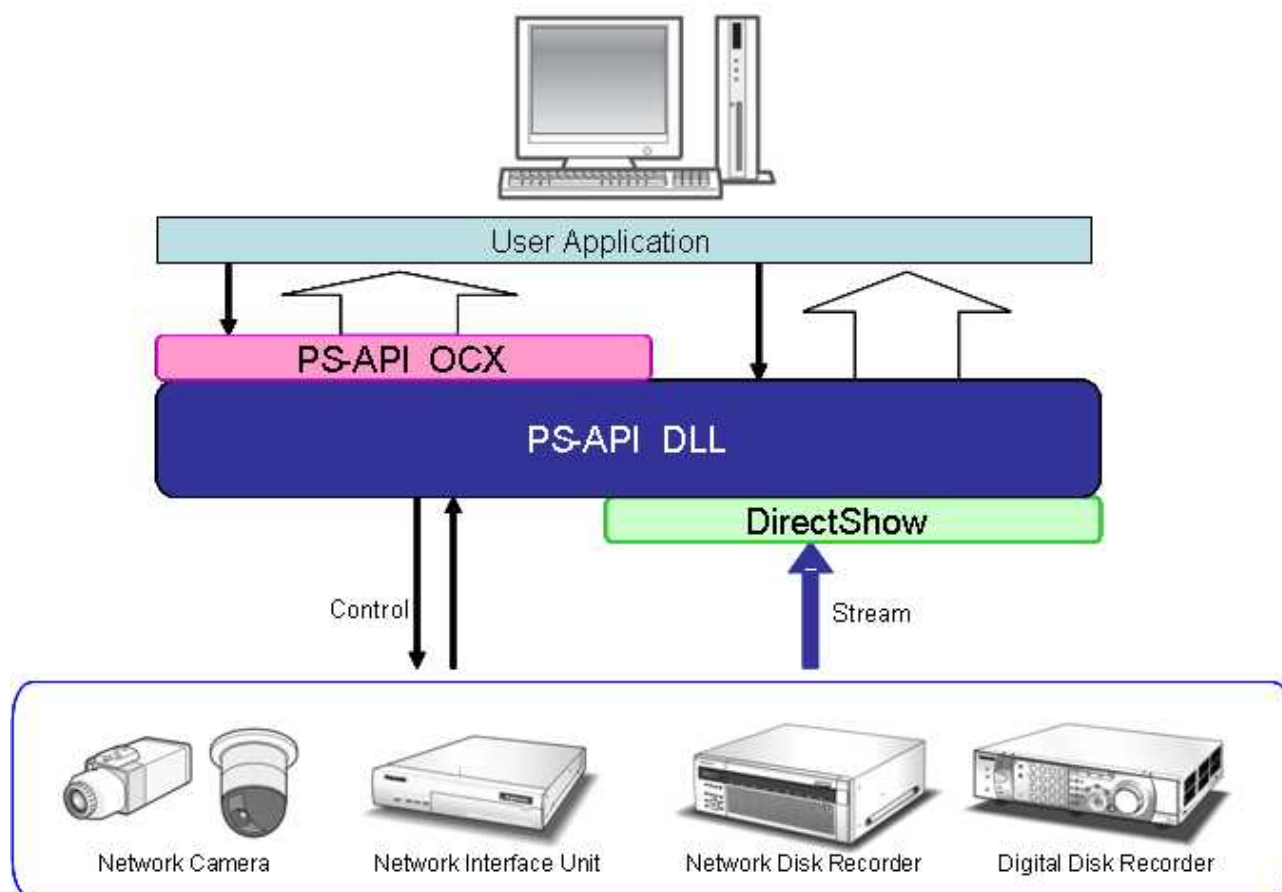 User Application
PS-API OCX
PS-API DLL
DirectShow
Control
Stream
Network Camera
Network Interface Unit
Network Disk Recorder
Digital Disk Recorder